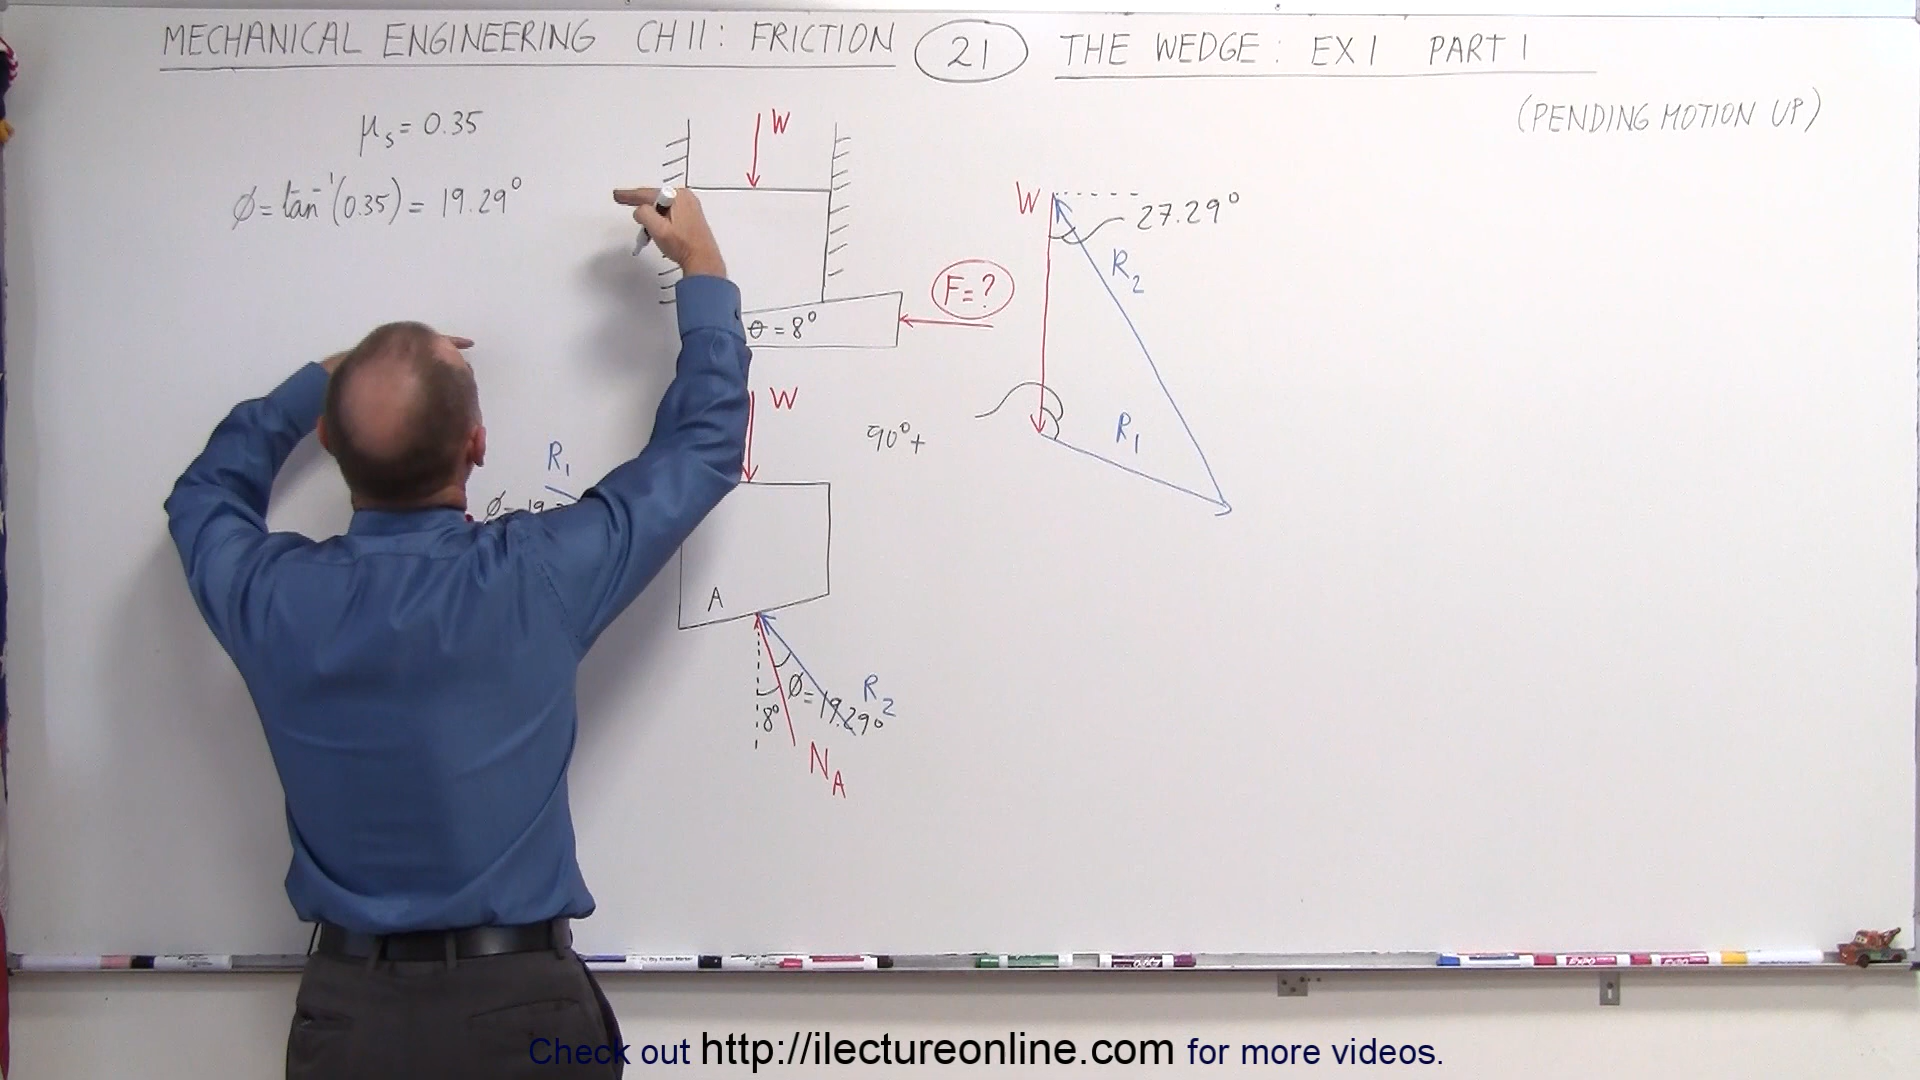 MECHANICAL ENGINEERING CH 11: FRICTION 21 THE WEDGE: EX 1 PART 1
(PENDING MOTION UP)
μs = 0.35
ø = tan⁻¹(0.35) = 19.29°
W
F = ?
θ = 8°
W
27.29°
R2
R1
90° +
W
R1
ø = 19.2
A
ø = 19.29°
R2
8°
NA
Check out http://ilectureonline.com for more videos.